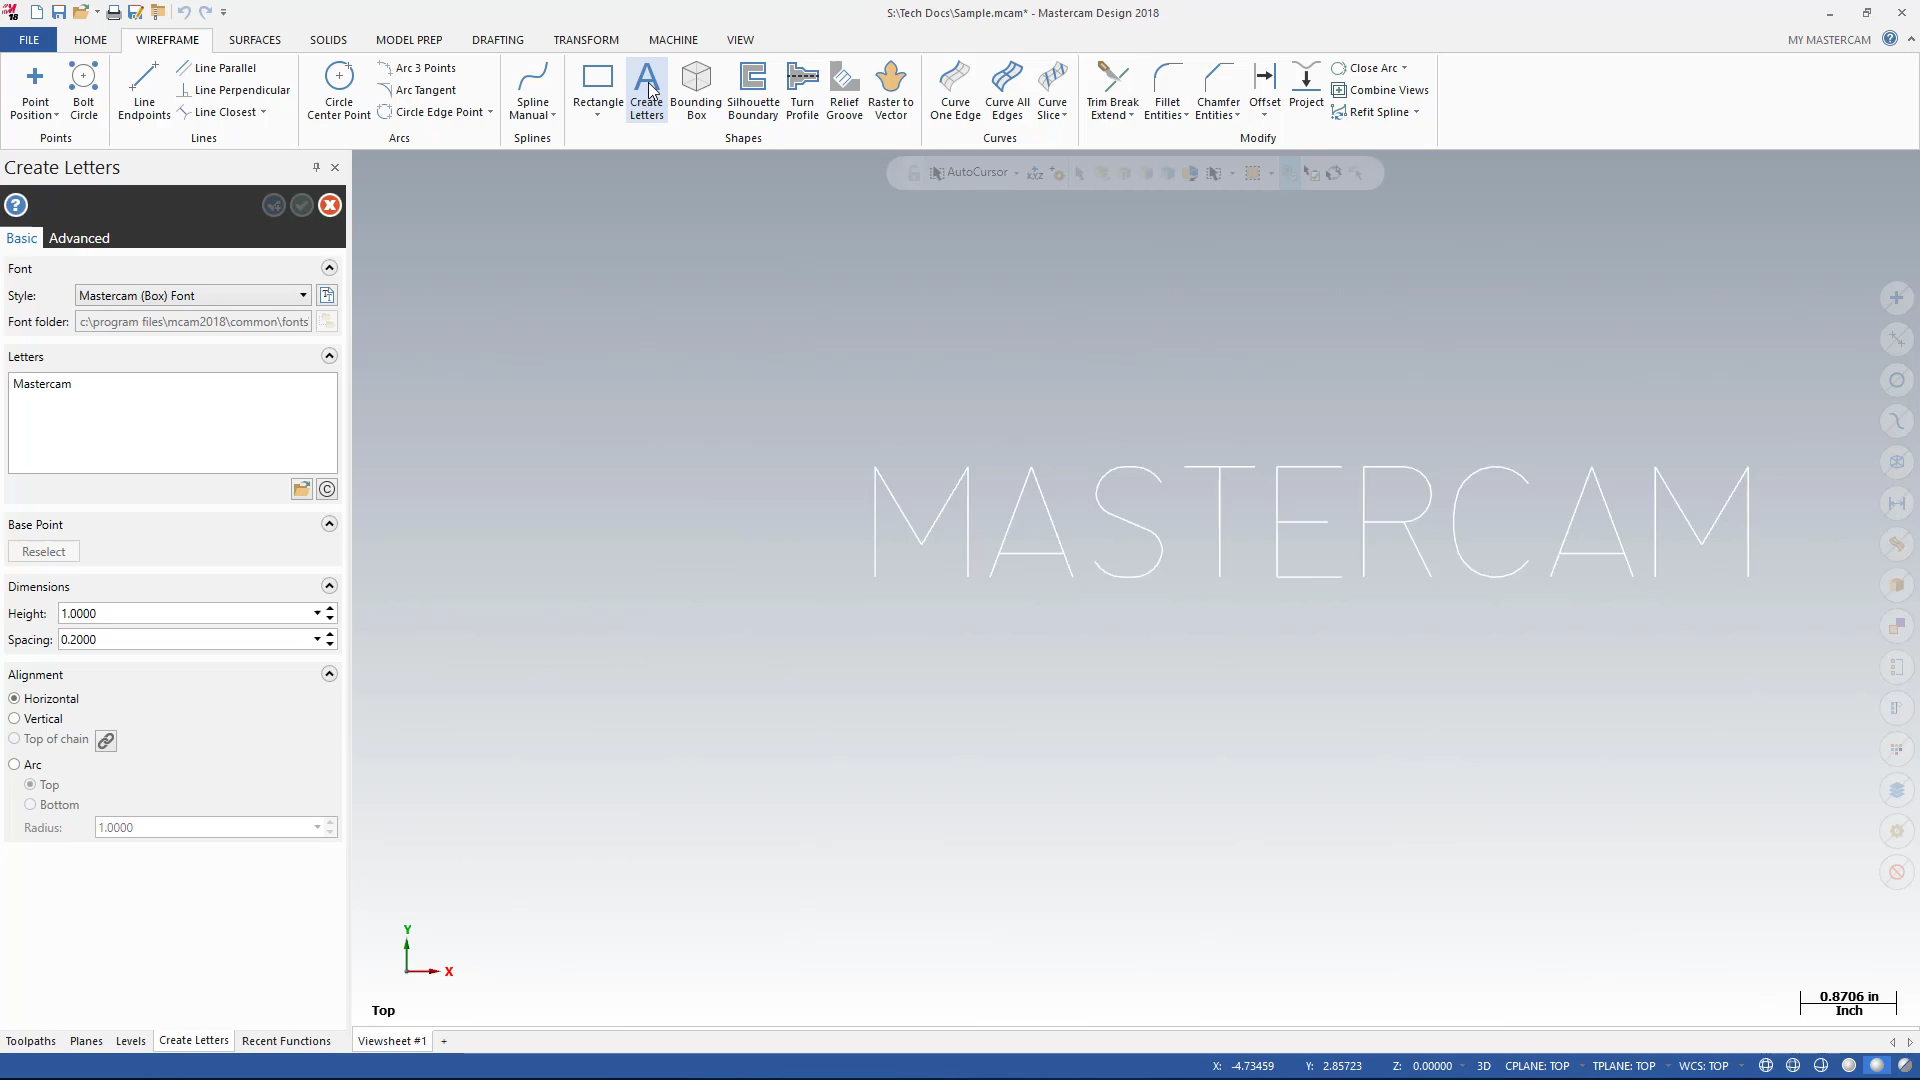 S:\Tech Docs\Sample.mcam* - Mastercam Design 2018
FILE HOME WIREFRAME SURFACES SOLIDS MODEL PREP DRAFTING TRANSFORM MACHINE VIEW MY MASTERCAM
Point Position
Bolt Circle
Points
Line Endpoints
Line Parallel
Line Perpendicular
Line Closest
Lines
Circle Center Point
Arc 3 Points
Arc Tangent
Circle Edge Point
Arcs
Spline Manual
Splines
Rectangle
Create Letters
Bounding Box
Silhouette Boundary
Turn Profile
Relief Groove
Raster to Vector
Shapes
Curve One Edge
Curve All Edges
Curve Slice
Curves
Trim Break Extend
Fillet Entities
Chamfer Entities
Offset
Project
Close Arc
Combine Views
Refit Spline
Modify
Create Letters
Basic Advanced
Font
Style: Mastercam (Box) Font
Font folder: c:\program files\mcam2018\common\fonts
Letters
Mastercam
Base Point
Reselect
Dimensions
Height: 1.0000
Spacing: 0.2000
Alignment
Horizontal
Vertical
Top of chain
Arc
Top
Bottom
Radius: 1.0000
AutoCursor
MASTERCAM
Y
X
Top
0.8706 in
Inch
Toolpaths Planes Levels Create Letters Recent Functions Viewsheet #1 +
X: -4.73459 Y: 2.85723 Z: 0.00000 3D CPLANE: TOP TPLANE: TOP WCS: TOP